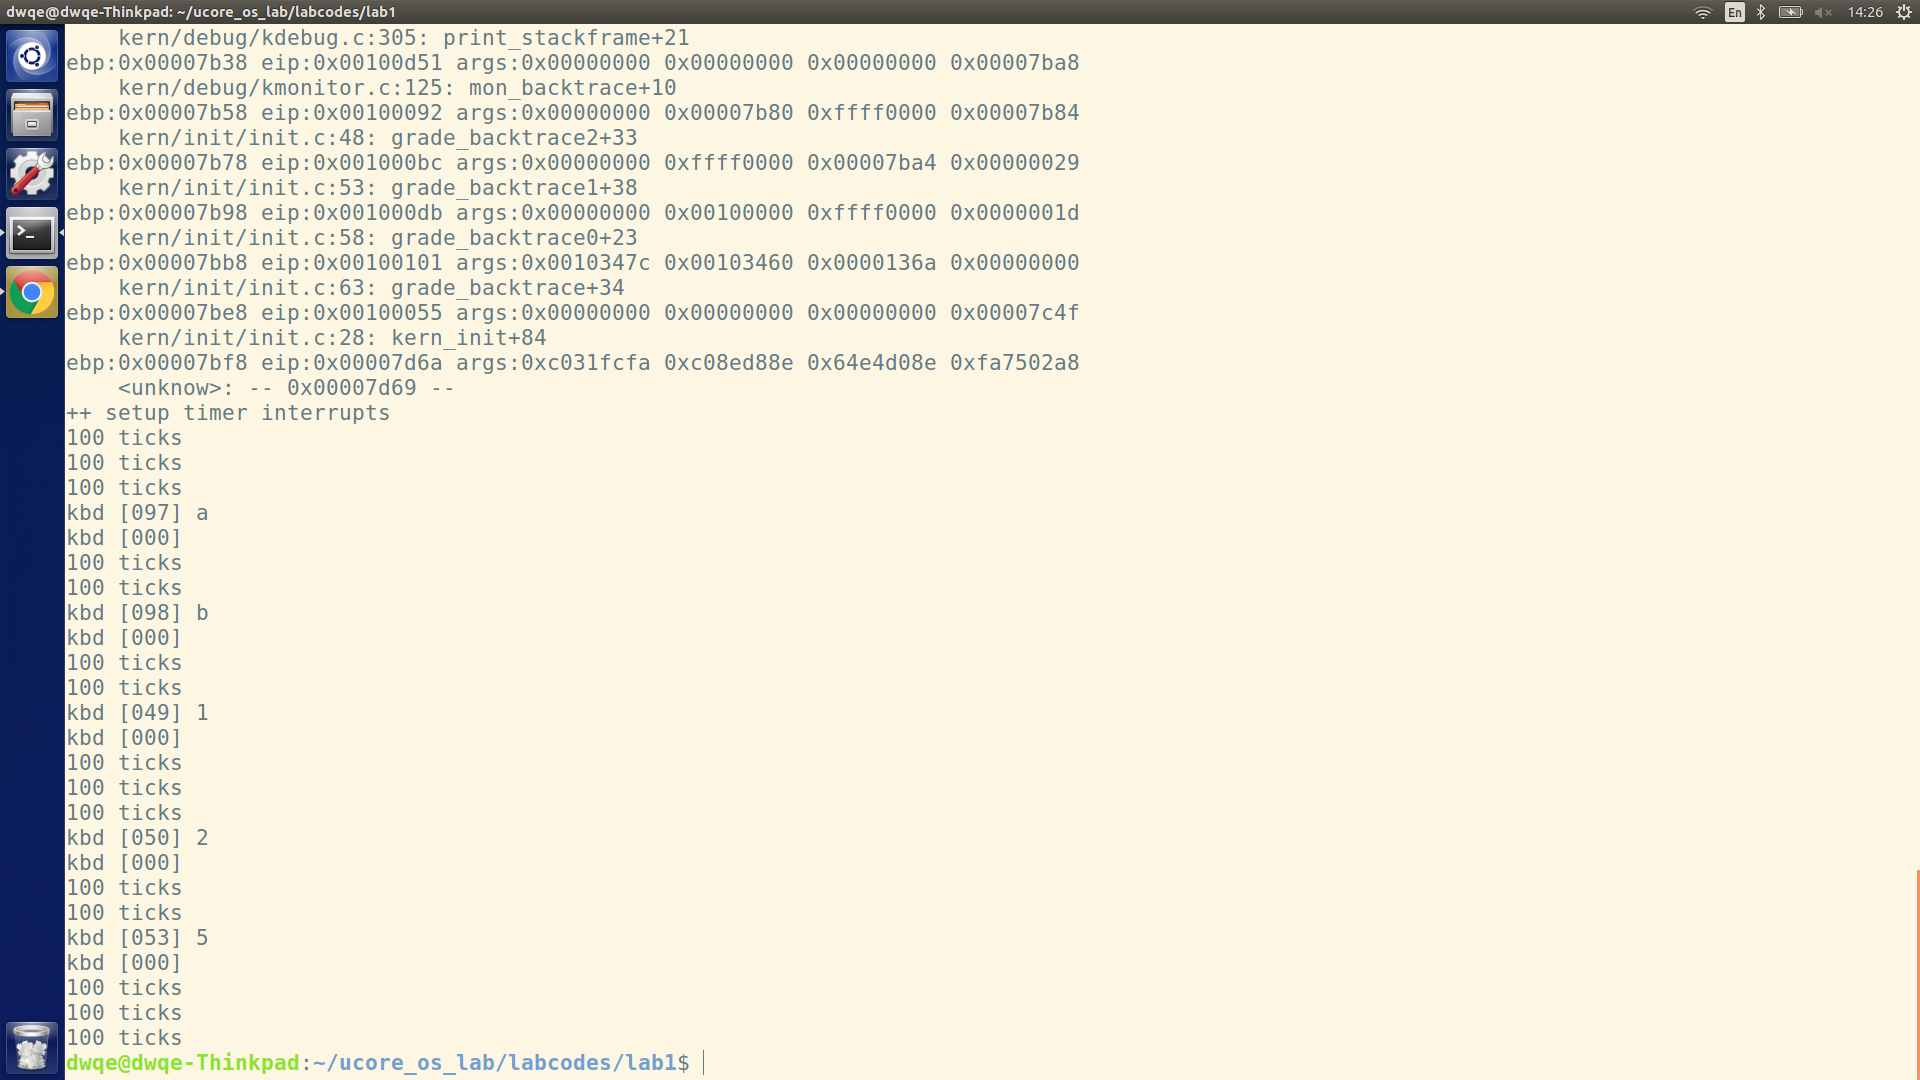 dwqe@dwqe-Thinkpad: ~/ucore_os_lab/labcodes/lab1
En
14:26
kern/debug/kdebug.c:305: print_stackframe+21
ebp:0x00007b38 eip:0x00100d51 args:0x00000000 0x00000000 0x00000000 0x00007ba8
kern/debug/kmonitor.c:125: mon_backtrace+10
ebp:0x00007b58 eip:0x00100092 args:0x00000000 0x00007b80 0xffff0000 0x00007b84
kern/init/init.c:48: grade_backtrace2+33
ebp:0x00007b78 eip:0x001000bc args:0x00000000 0xffff0000 0x00007ba4 0x00000029
kern/init/init.c:53: grade_backtrace1+38
ebp:0x00007b98 eip:0x001000db args:0x00000000 0x00100000 0xffff0000 0x0000001d
kern/init/init.c:58: grade_backtrace0+23
ebp:0x00007bb8 eip:0x00100101 args:0x0010347c 0x00103460 0x0000136a 0x00000000
kern/init/init.c:63: grade_backtrace+34
ebp:0x00007be8 eip:0x00100055 args:0x00000000 0x00000000 0x00000000 0x00007c4f
kern/init/init.c:28: kern_init+84
ebp:0x00007bf8 eip:0x00007d6a args:0xc031fcfa 0xc08ed88e 0x64e4d08e 0xfa7502a8
<unknow>: -- 0x00007d69 --
++ setup timer interrupts
100 ticks
100 ticks
100 ticks
kbd [097] a
kbd [000]
100 ticks
100 ticks
kbd [098] b
kbd [000]
100 ticks
100 ticks
kbd [049] 1
kbd [000]
100 ticks
100 ticks
100 ticks
kbd [050] 2
kbd [000]
100 ticks
100 ticks
kbd [053] 5
kbd [000]
100 ticks
100 ticks
100 ticks
dwqe@dwqe-Thinkpad:~/ucore_os_lab/labcodes/lab1$